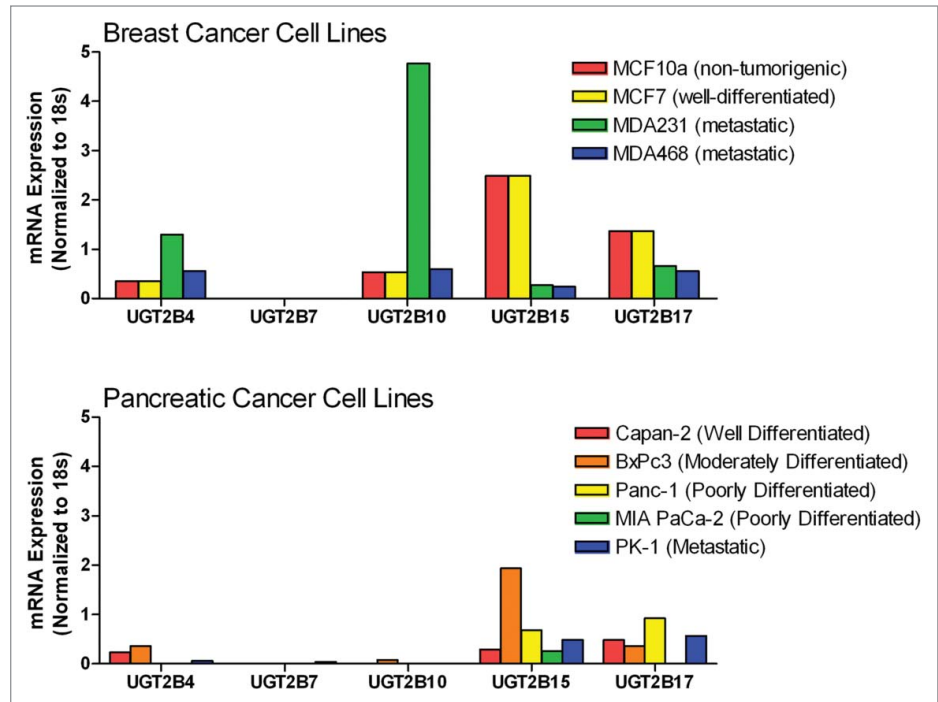 Breast Cancer Cell Lines
mRNA Expression
(Normalized to 18s)
5
4
3
2
1
0
MCF10a (non-tumorigenic)
MCF7 (well-differentiated)
MDA231 (metastatic)
MDA468 (metastatic)
UGT2B4 UGT2B7 UGT2B10 UGT2B15 UGT2B17
Pancreatic Cancer Cell Lines
mRNA Expression
(Normalized to 18s)
5
4
3
2
1
0
Capan-2 (Well Differentiated)
BxPc3 (Moderately Differentiated)
Panc-1 (Poorly Differentiated)
MIA PaCa-2 (Poorly Differentiated)
PK-1 (Metastatic)
UGT2B4 UGT2B7 UGT2B10 UGT2B15 UGT2B17